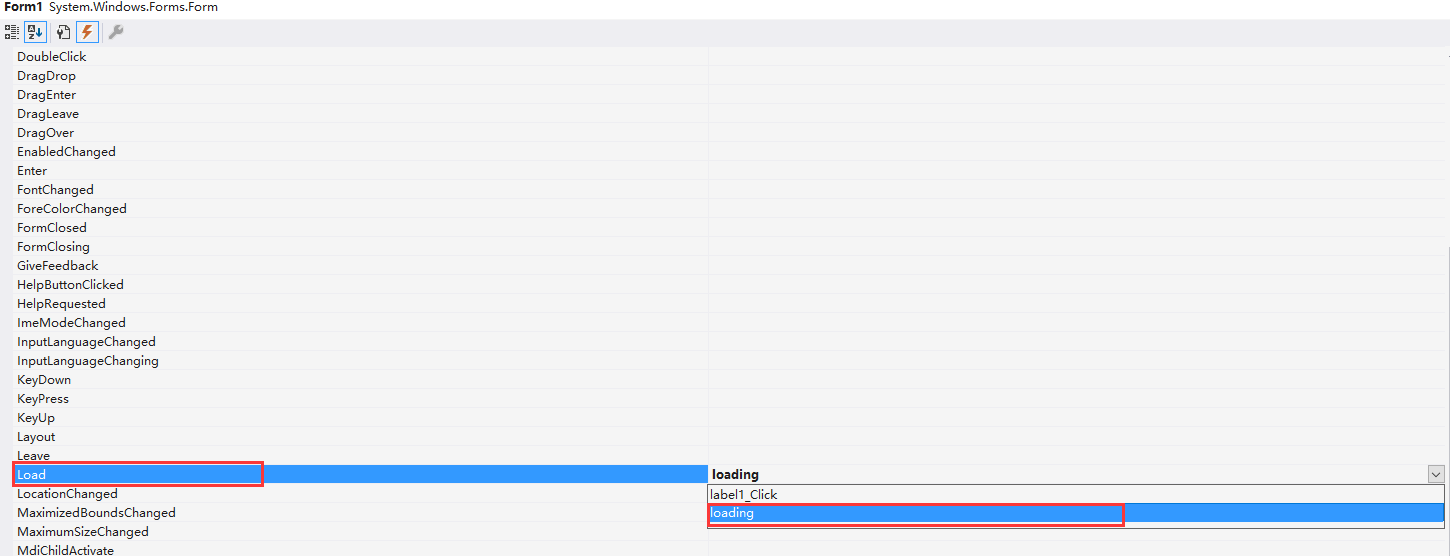 Form1 System.Windows.Forms.Form
DoubleClick
DragDrop
DragEnter
DragLeave
DragOver
EnabledChanged
Enter
FontChanged
ForeColorChanged
FormClosed
FormClosing
GiveFeedback
HelpButtonClicked
HelpRequested
ImeModeChanged
InputLanguageChanged
InputLanguageChanging
KeyDown
KeyPress
KeyUp
Layout
Leave
Load loading
LocationChanged label1_Click
MaximizedBoundsChanged loading
MaximumSizeChanged
MdiChildActivate